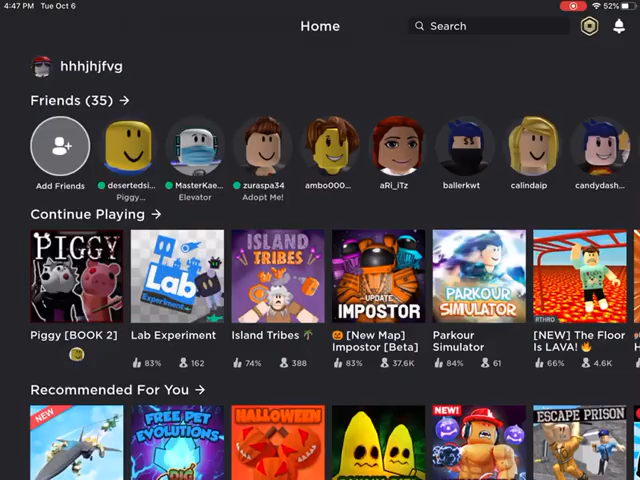 4:47 PM Tue Oct 6
52%
Home
Search
hhhjhjfvg
Friends (35) →
Add Friends
desertedsi...
Piggy...
MasterKae...
Elevator
zuraspa34
Adopt Me!
ambo000...
aRi_iTz
ballerkwt
calindaip
candydash...
Continue Playing →
PIGGY
Lab
Experiment
ISLAND
TRIBES
UPDATE
IMPOSTOR
PARKOUR
SIMULATOR
RTHRO
Piggy [BOOK 2]
Lab Experiment
83% 162
Island Tribes 🌴
74% 388
🎃 [New Map]
Impostor [Beta]
83% 37.6K
Parkour
Simulator
84% 61
[NEW] The Floor
Is LAVA! 🔥
66% 4.6K
Recommended For You →
NEW
FREE PET
EVOLUTIONS
DIG
HALLOWEEN
NEW!
ESCAPE PRISON